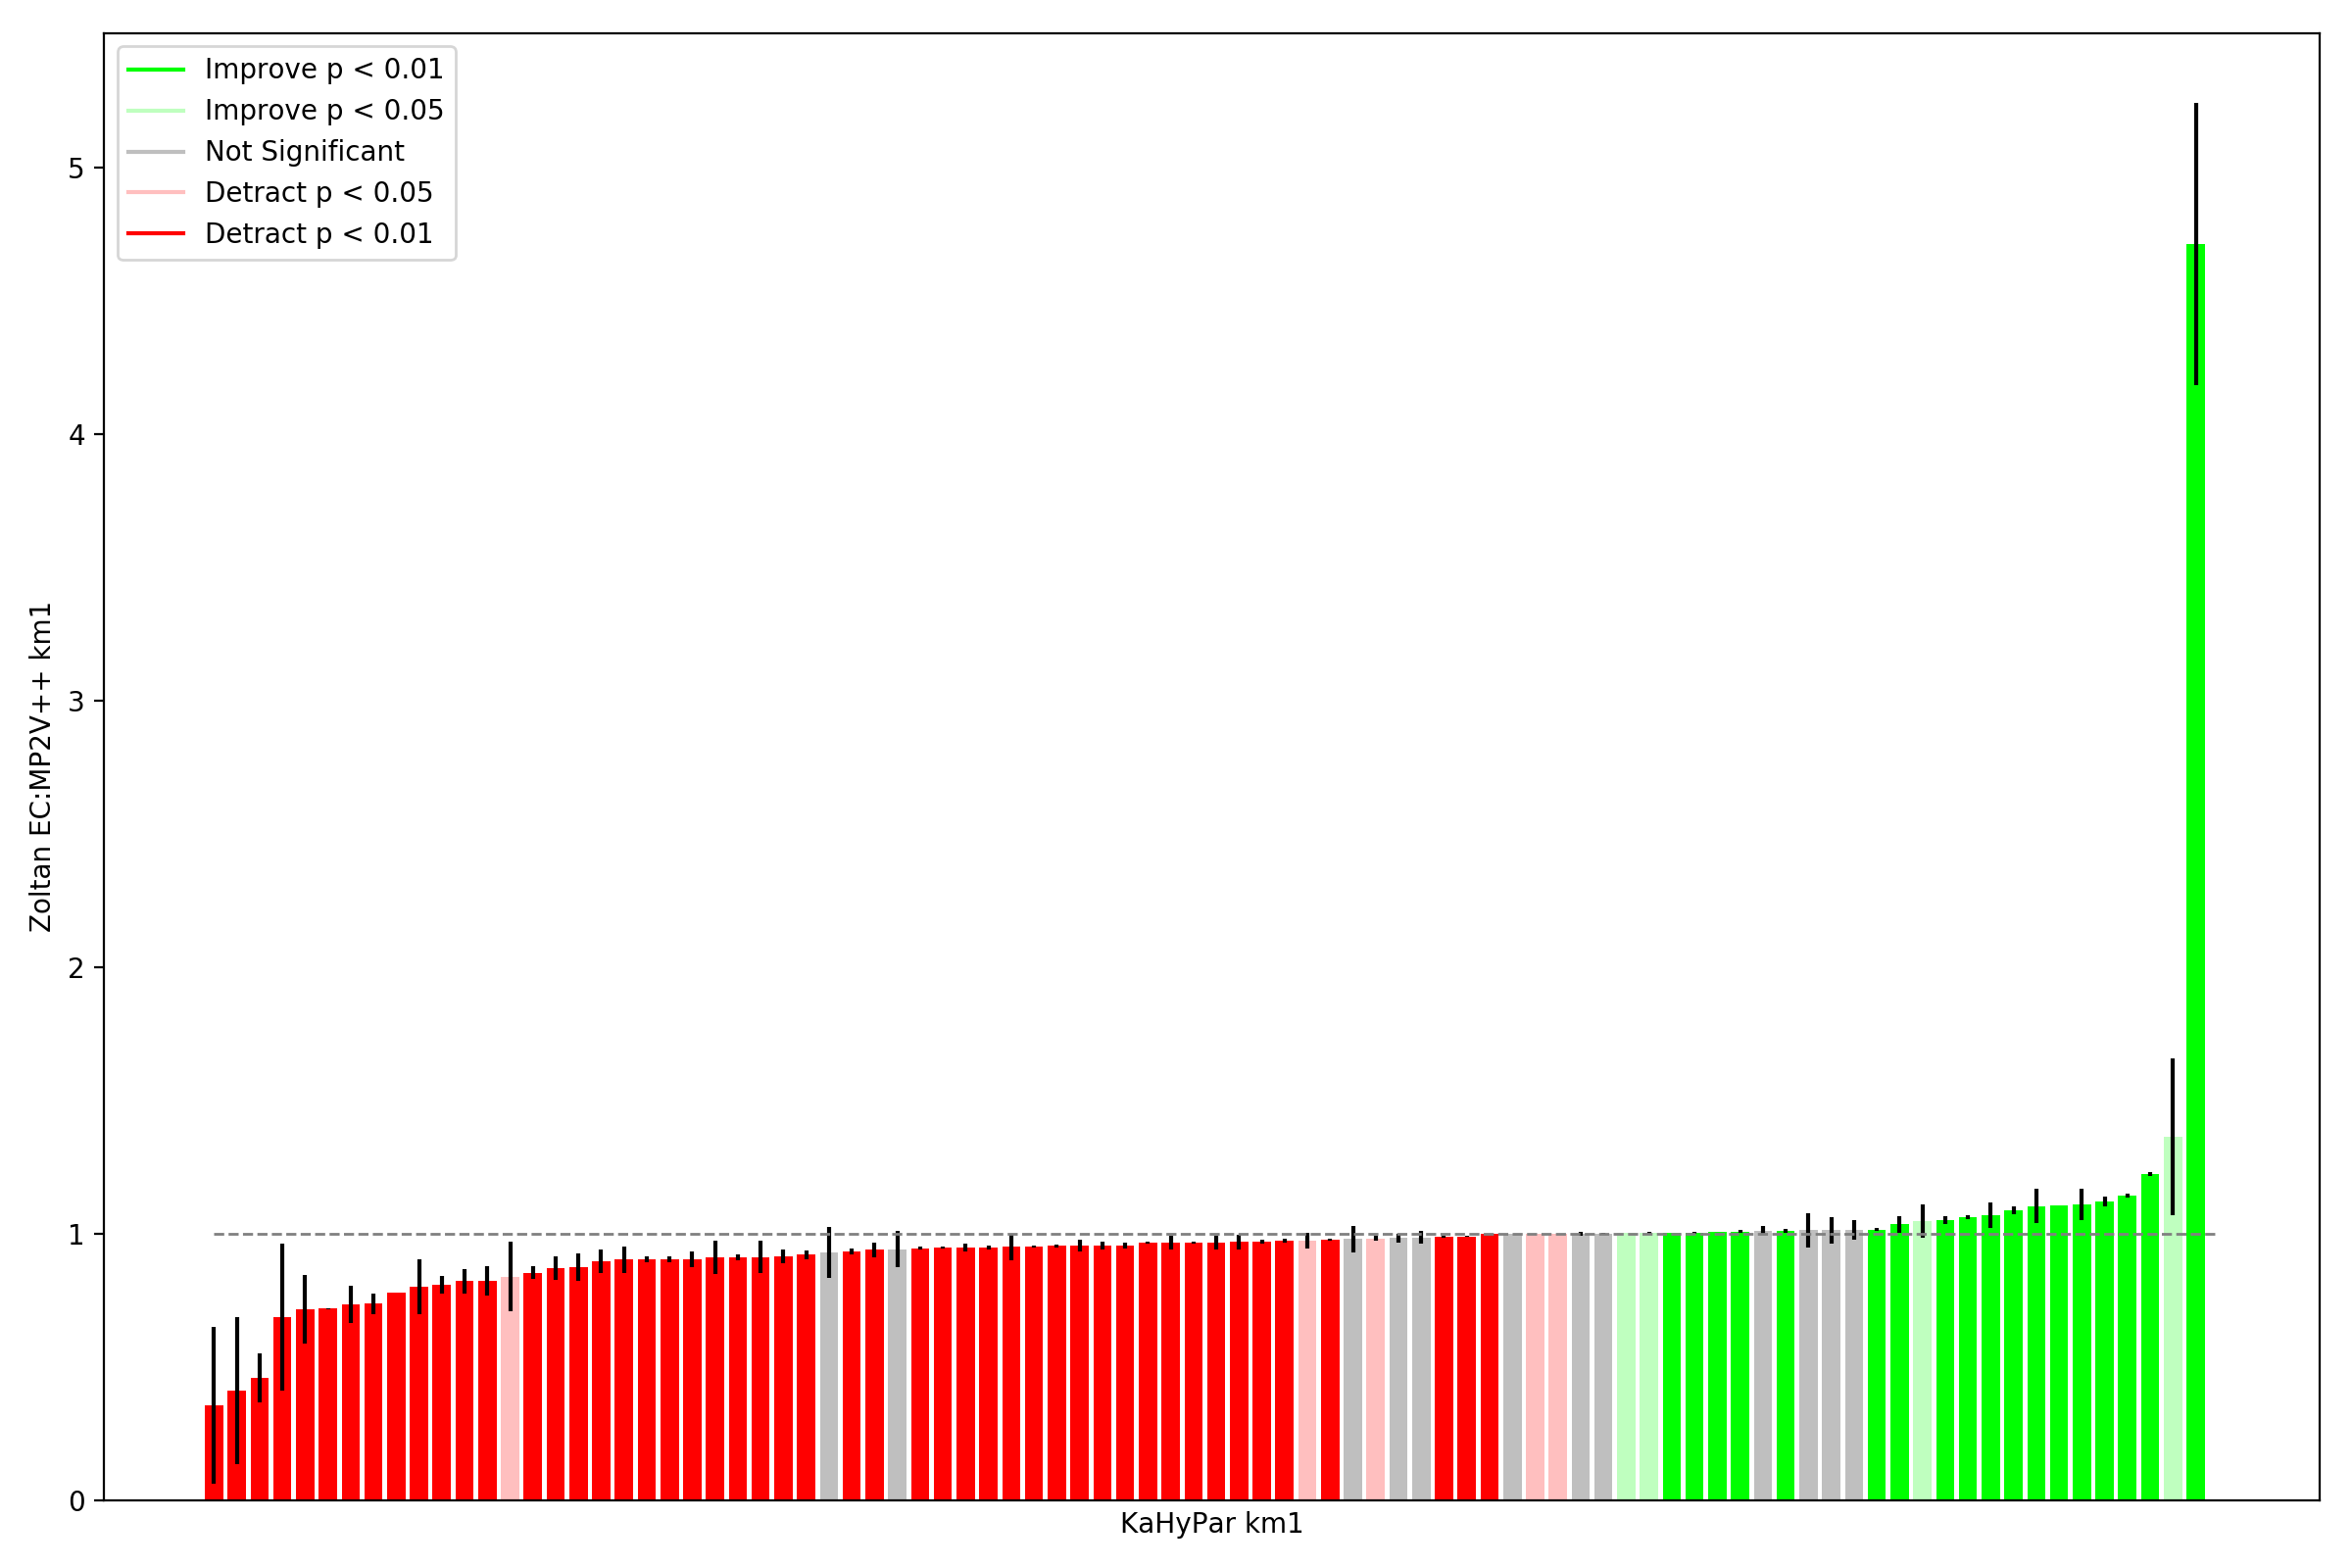 Improve p < 0.01
Improve p < 0.05
Not Significant
Detract p < 0.05
Detract p < 0.01
5
4
3
2
1
0
Zoltan EC:MP2V++ km1
KaHyPar km1